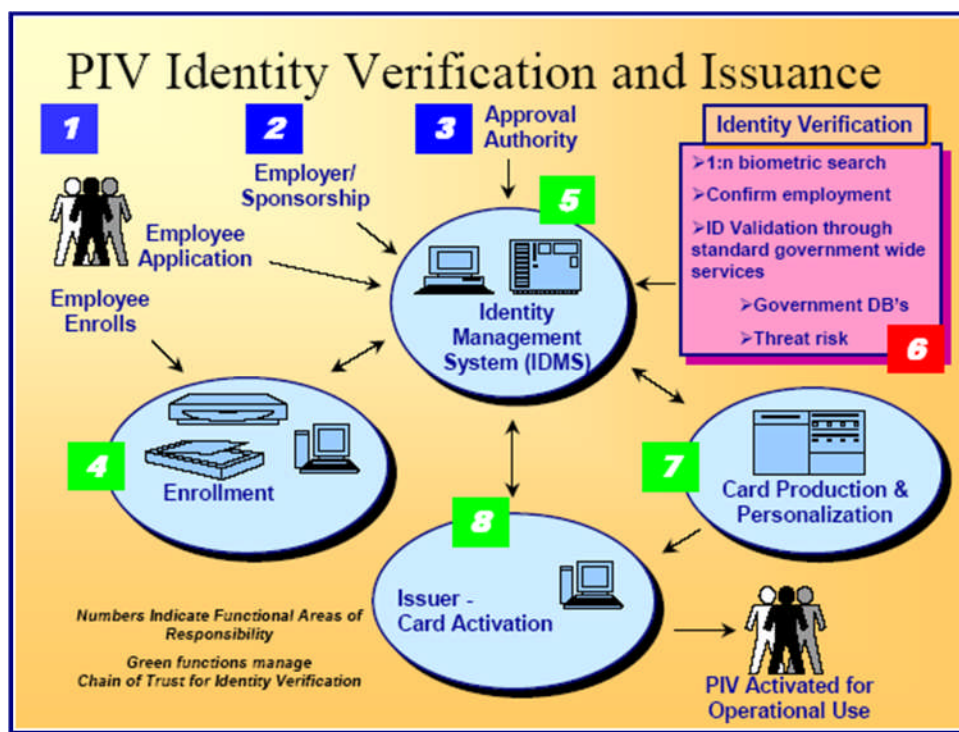 PIV Identity Verification and Issuance
1
2
3
Approval
Authority
Identity Verification
➢1:n biometric search
➢Confirm employment
➢ID Validation through
standard government wide
services
➢Government DB's
➢Threat risk
6
Employer/
Sponsorship
Employee
Application
Employee
Enrolls
5
Identity
Management
System (IDMS)
4
Enrollment
7
Card Production &
Personalization
8
Issuer -
Card Activation
Numbers Indicate Functional Areas of
Responsibility
Green functions manage
Chain of Trust for Identity Verification
PIV Activated for
Operational Use